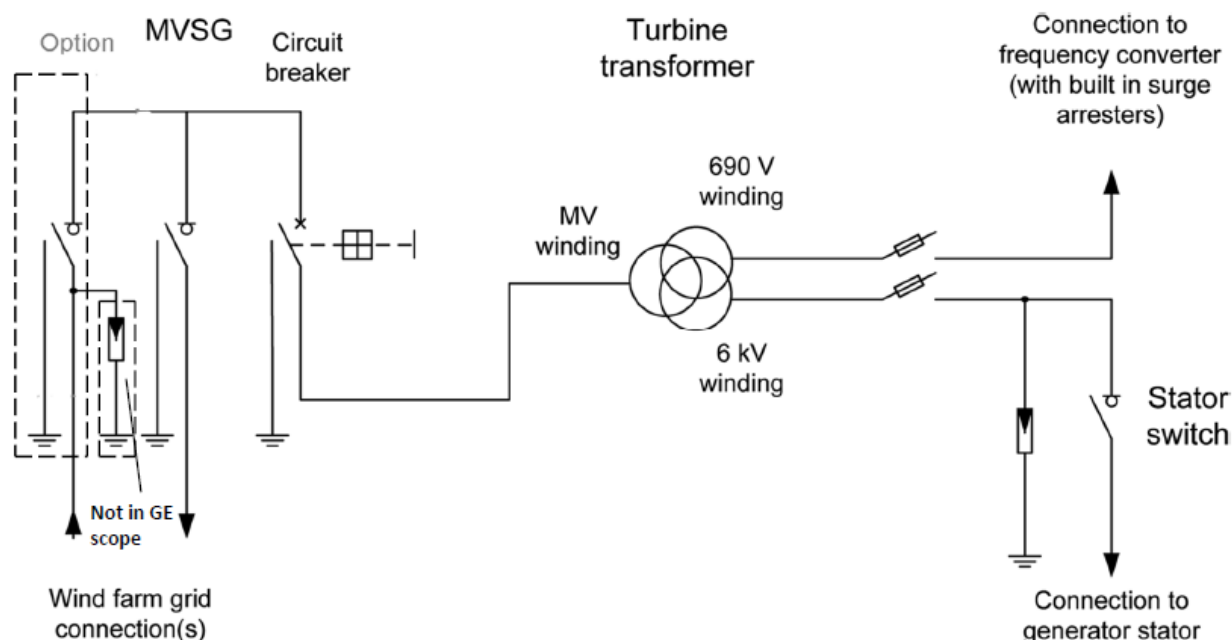 Option
MVSG
Circuit
breaker
Turbine
transformer
Connection to
frequency converter
(with built in surge
arresters)
690 V
winding
MV
winding
6 kV
winding
Stator
switch
Not in GE
scope
Wind farm grid
connection(s)
Connection to
generator stator